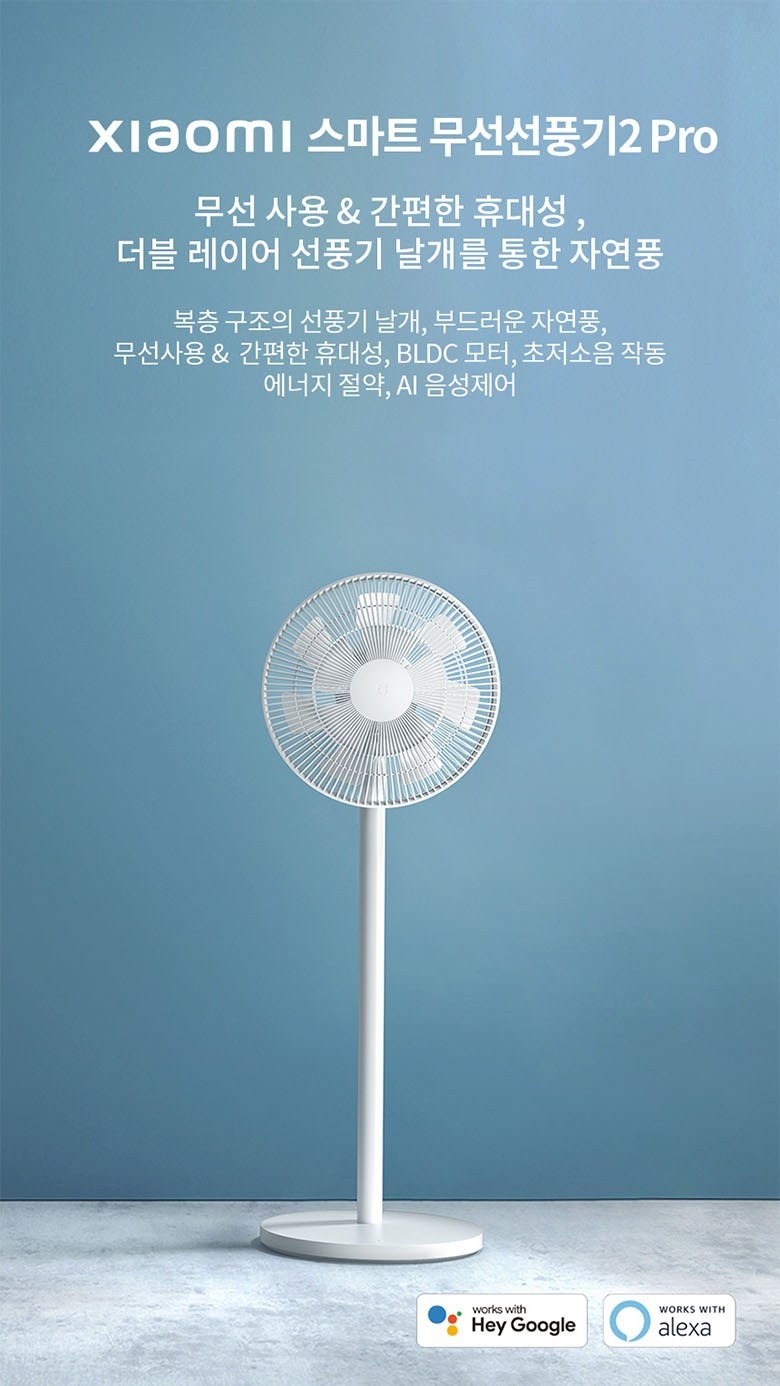 xiaomi 스마트 무선선풍기2 Pro
무선 사용 & 간편한 휴대성 ,
더블 레이어 선풍기 날개를 통한 자연풍
복층 구조의 선풍기 날개, 부드러운 자연풍,
무선사용 & 간편한 휴대성, BLDC 모터, 초저소음 작동
에너지 절약, AI 음성제어
works with
Hey Google
WORKS WITH
alexa